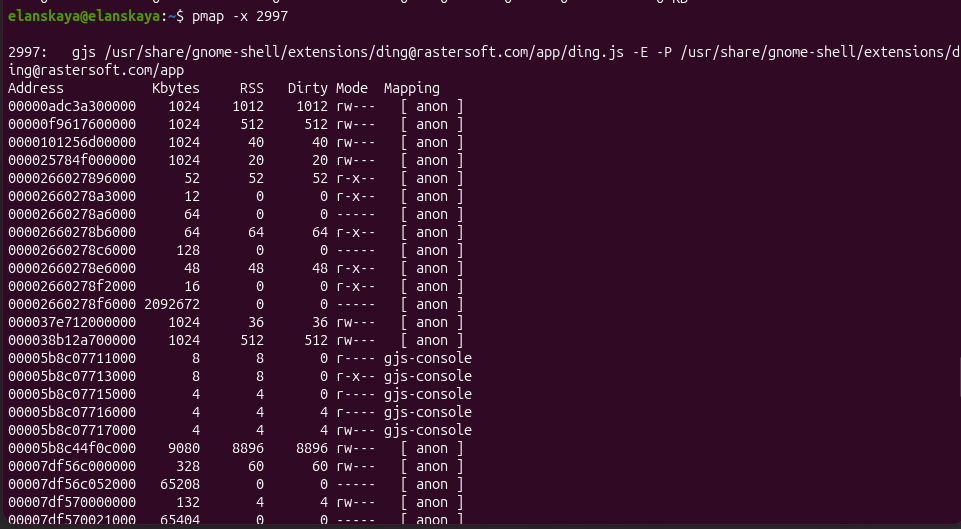 elanskaya@elanskaya:~$ pmap -x 2997
2997:   gjs /usr/share/gnome-shell/extensions/ding@rastersoft.com/app/ding.js -E -P /usr/share/gnome-shell/extensions/d
ing@rastersoft.com/app
Address           Kbytes     RSS   Dirty Mode  Mapping
00000adc3a300000    1024    1012    1012 rw---   [ anon ]
00000f9617600000    1024     512     512 rw---   [ anon ]
0000101256d00000    1024      40      40 rw---   [ anon ]
000025784f000000    1024      20      20 rw---   [ anon ]
0000266027896000      52      52      52 r-x--   [ anon ]
00002660278a3000      12       0       0 r-x--   [ anon ]
00002660278a6000      64       0       0 -----   [ anon ]
00002660278b6000      64      64      64 r-x--   [ anon ]
00002660278c6000     128       0       0 -----   [ anon ]
00002660278e6000      48      48      48 r-x--   [ anon ]
00002660278f2000      16       0       0 r-x--   [ anon ]
00002660278f6000 2092672       0       0 -----   [ anon ]
000037e712000000    1024      36      36 rw---   [ anon ]
000038b12a700000    1024     512     512 rw---   [ anon ]
00005b8c07711000       8       8       0 r---- gjs-console
00005b8c07713000       8       8       0 r-x-- gjs-console
00005b8c07715000       4       4       0 r---- gjs-console
00005b8c07716000       4       4       4 r---- gjs-console
00005b8c07717000       4       4       4 rw--- gjs-console
00005b8c44f0c000    9080    8896    8896 rw---   [ anon ]
00007df56c000000     328      60      60 rw---   [ anon ]
00007df56c052000   65208       0       0 -----   [ anon ]
00007df570000000     132       4       4 rw---   [ anon ]
00007df570021000   65404       0       0 -----   [ anon ]